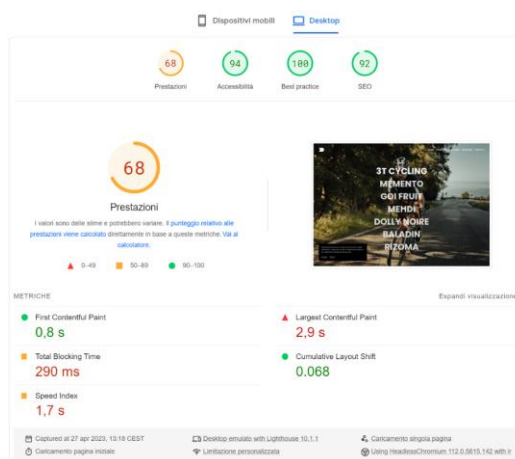 Dispositivi mobili
Desktop
68
94
100
92
Prestazioni
Accessibilità
Best practice
SEO
68
Prestazioni
I valori sono delle stime e potrebbero variare. Il punteggio relativo alle
prestazioni viene calcolato direttamente in base a queste metriche. Vai al
calcolatore.
0–49
50–89
90–100
3T CYCLING
MEMENTO
GOI FRUIT
MEHDI
DOLLY NOIRE
BALADIN
RIZOMA
METRICHE
Espandi visualizzazione
First Contentful Paint
0,8 s
Largest Contentful Paint
2,9 s
Total Blocking Time
290 ms
Cumulative Layout Shift
0.068
Speed Index
1,7 s
Captured at 27 apr 2023, 13:18 CEST
Desktop emulato with Lighthouse 10.1.1
Caricamento singola pagina
Caricamento pagina iniziale
Limitazione personalizzata
Using HeadlessChromium 112.0.5615.142 with lr